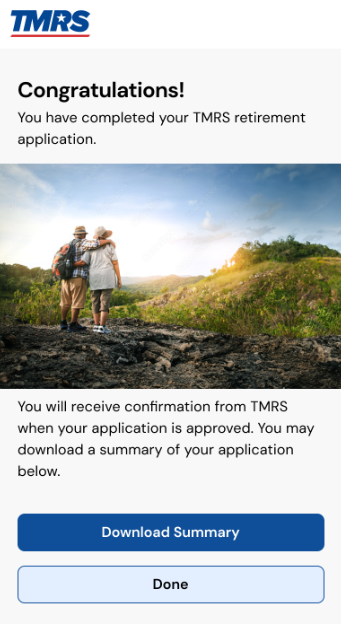 TMRS
Congratulations!
You have completed your TMRS retirement
application.
You will receive confirmation from TMRS
when your application is approved. You may
download a summary of your application
below.
Download Summary
Done